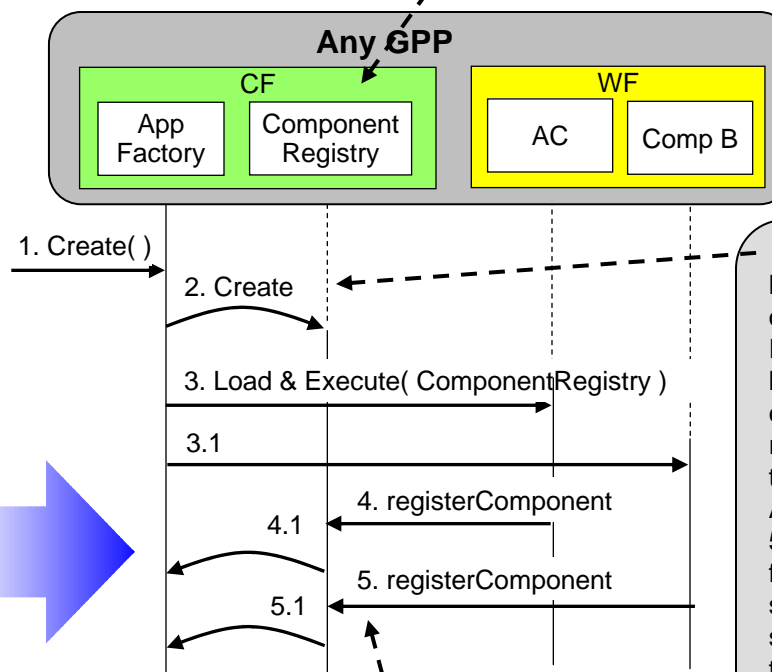 Any GPP
CF
WF
App
Factory
Component
Registry
AC
Comp B
1. Create( )
2. Create
3. Load & Execute( ComponentRegistry )
3.1
4. registerComponent
4.1
5. registerComponent
5.1